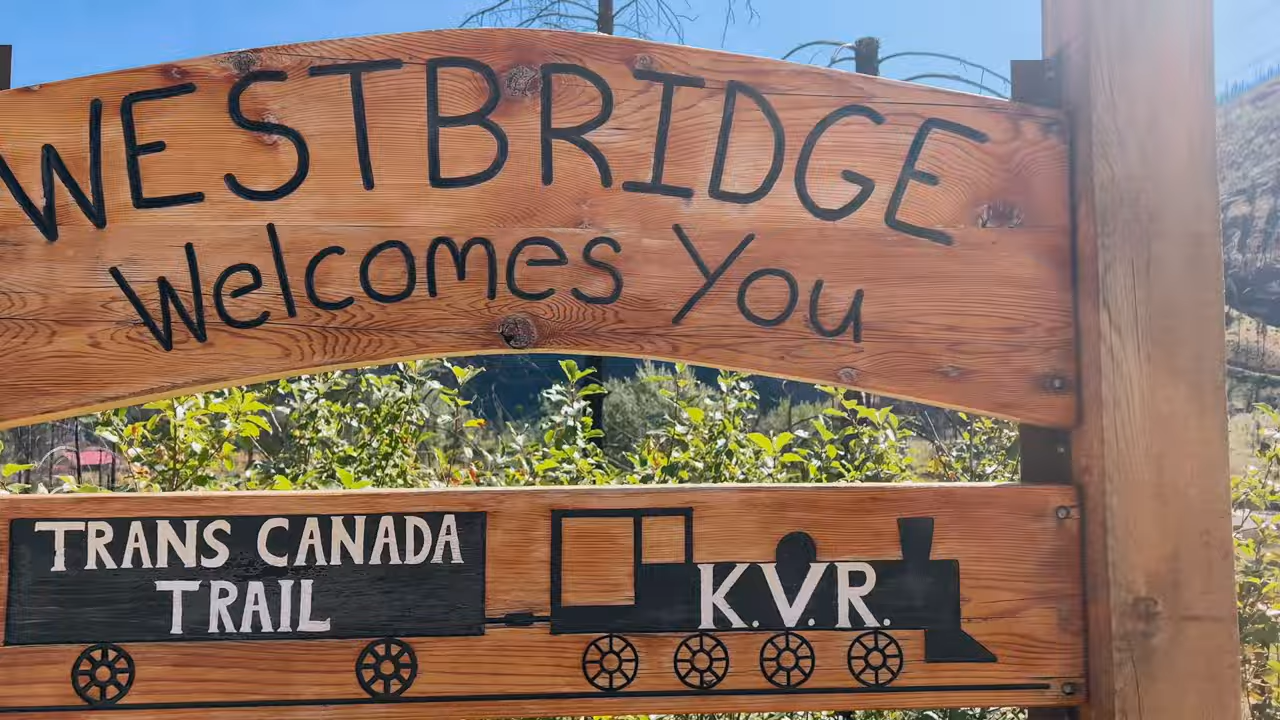 WESTBRIDGE
Welcomes You
TRANS CANADA
TRAIL
K.V.R.